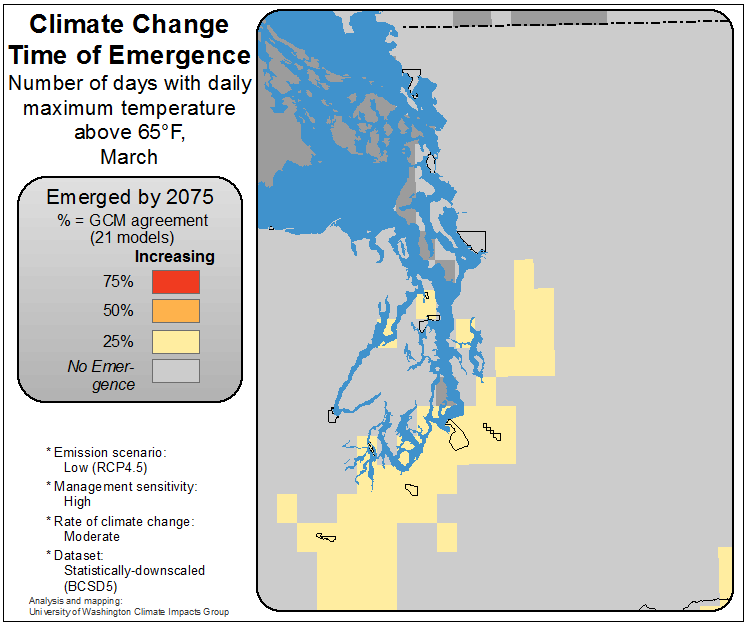 Climate Change
Time of Emergence
Number of days with daily
maximum temperature
above 65°F,
March
Emerged by 2075
% = GCM agreement
(21 models)
Increasing
75%
50%
25%
No Emer-
gence
* Emission scenario:
Low (RCP4.5)
* Management sensitivity:
High
* Rate of climate change:
Moderate
* Dataset:
Statistically-downscaled
(BCSD5)
Analysis and mapping:
University of Washington Climate Impacts Group